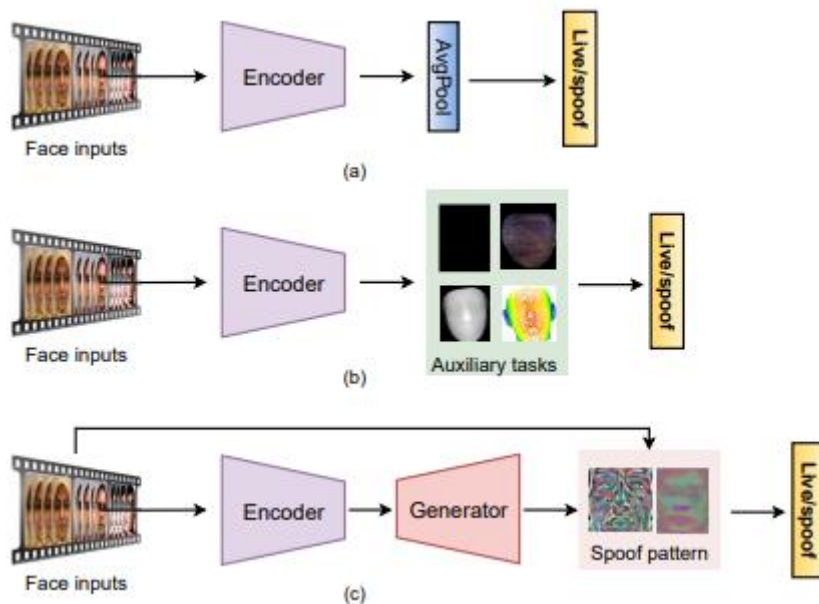 Encoder
AvgPool
Live/spoof
Face inputs
(a)
Encoder
Live/spoof
Face inputs
Auxiliary tasks
(b)
Encoder
Generator
Live/spoof
Spoof pattern
Face inputs
(c)